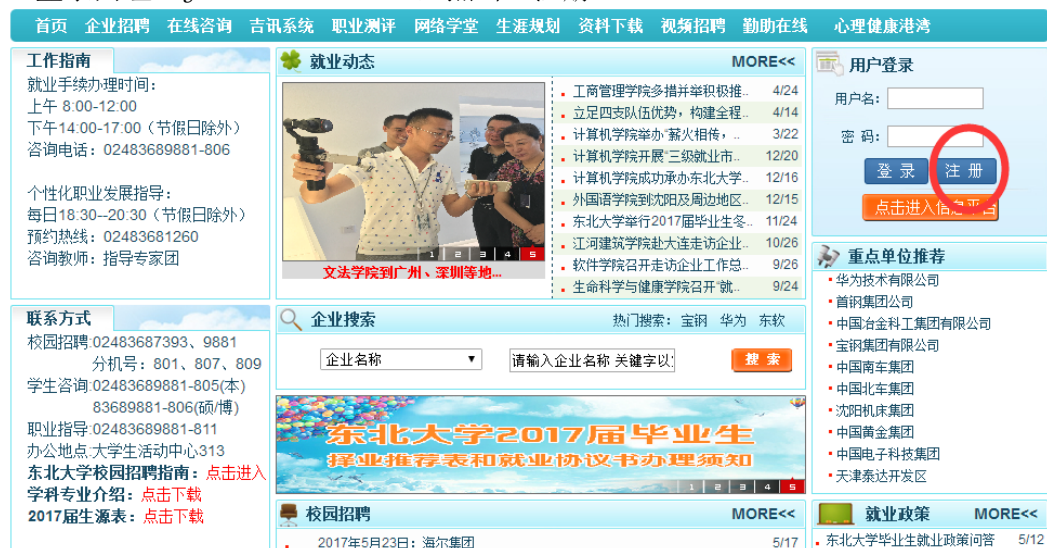 首页 企业招聘 在线咨询 吉讯系统 职业测评 网络学堂 生涯规划 资料下载 视频招聘 勤助在线 心理健康港湾
工作指南
就业手续办理时间：
上午 8:00-12:00
下午14:00-17:00（节假日除外）
咨询电话：02483689881-806
个性化职业发展指导：
每日18:30--20:30（节假日除外）
预约热线：02483681260
咨询教师：指导专家团
就业动态 MORE<<
1 2 3 4 5
文法学院到广州、深圳等地...
工商管理学院多措并举积极推.. 4/24
立足四支队伍优势，构建全程.. 4/14
计算机学院举办“薪火相传，.. 3/22
计算机学院开展“三级就业市.. 12/20
计算机学院成功承办东北大学.. 12/16
外国语学院到沈阳及周边地区.. 12/15
东北大学举行2017届毕业生冬.. 11/24
江河建筑学院赴大连走访企业.. 10/26
软件学院召开走访企业工作总.. 9/26
生命科学与健康学院召开“就.. 9/24
用户登录
用户名：
密 码：
登 录 注 册
点击进入信息平台
联系方式
校园招聘:02483687393、9881
分机号：801、807、809
学生咨询:02483689881-805(本)
83689881-806(硕/博)
职业指导:02483689881-811
办公地点:大学生活动中心313
东北大学校园招聘指南：点击进入
学科专业介绍：点击下载
2017届生源表：点击下载
企业搜索 热门搜索：宝钢 华为 东软
企业名称 请输入企业名称 关键字以 搜 索
东北大学2017届毕业生
择业推荐表和就业协议书办理须知
1 2 3 4 5
校园招聘 MORE<<
2017年5月23日：海尔集团 5/17
重点单位推荐
华为技术有限公司
首钢集团公司
中国冶金科工集团有限公司
宝钢集团有限公司
中国南车集团
中国北车集团
沈阳机床集团
中国黄金集团
中国电子科技集团
天津泰达开发区
就业政策 MORE<<
东北大学毕业生就业政策问答 5/12